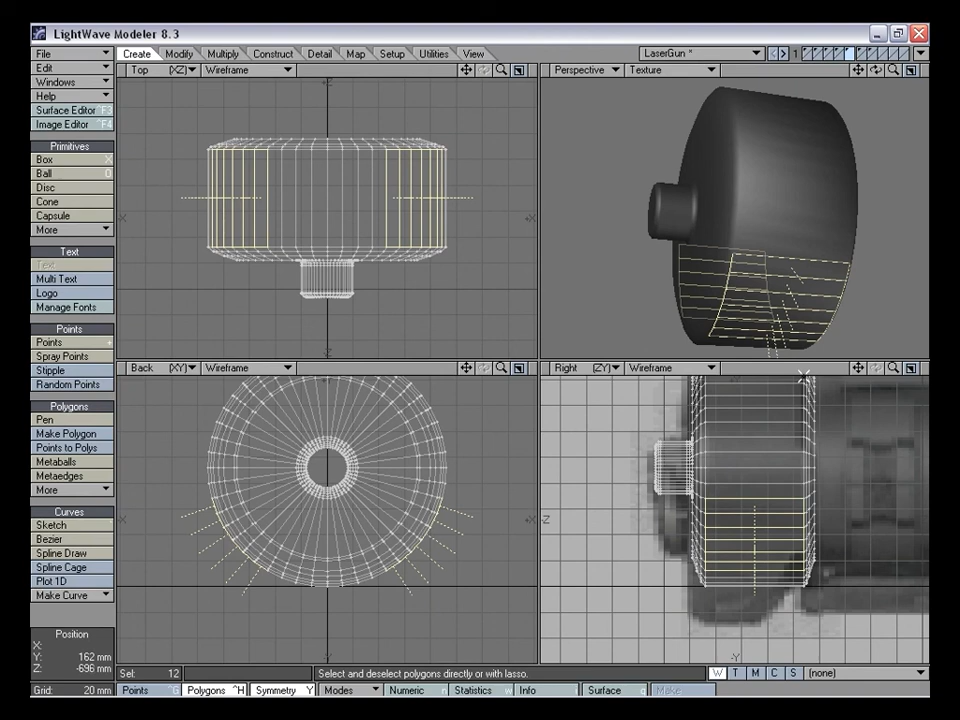 LightWave Modeler 8.3
File Create Modify Multiply Construct Detail Map Setup Utilities View LaserGun * 1
Edit Top (XZ) Wireframe Perspective Texture
Windows
Help
Surface Editor F3
Image Editor ^F4
Primitives
Box X
Ball O
Disc
Cone
Capsule
More
Text
Text
Multi Text
Logo
Manage Fonts
Points
Points +
Spray Points
Stipple
Back (XY) Wireframe Right (ZY) Wireframe
Random Points
Polygons
Pen
Make Polygon
Points to Polys
Metaballs
Metaedges
More
Curves
Sketch
Bezier
Spline Draw
Spline Cage
Plot 1D
Make Curve
Position
X:
Y: 162 mm
Z: -696 mm
Sel: 12 Select and deselect polygons directly or with lasso. W T M C S (none)
Grid: 20 mm Points ^G Polygons ^H Symmetry Y Modes Numeric n Statistics w Info i Surface q Make